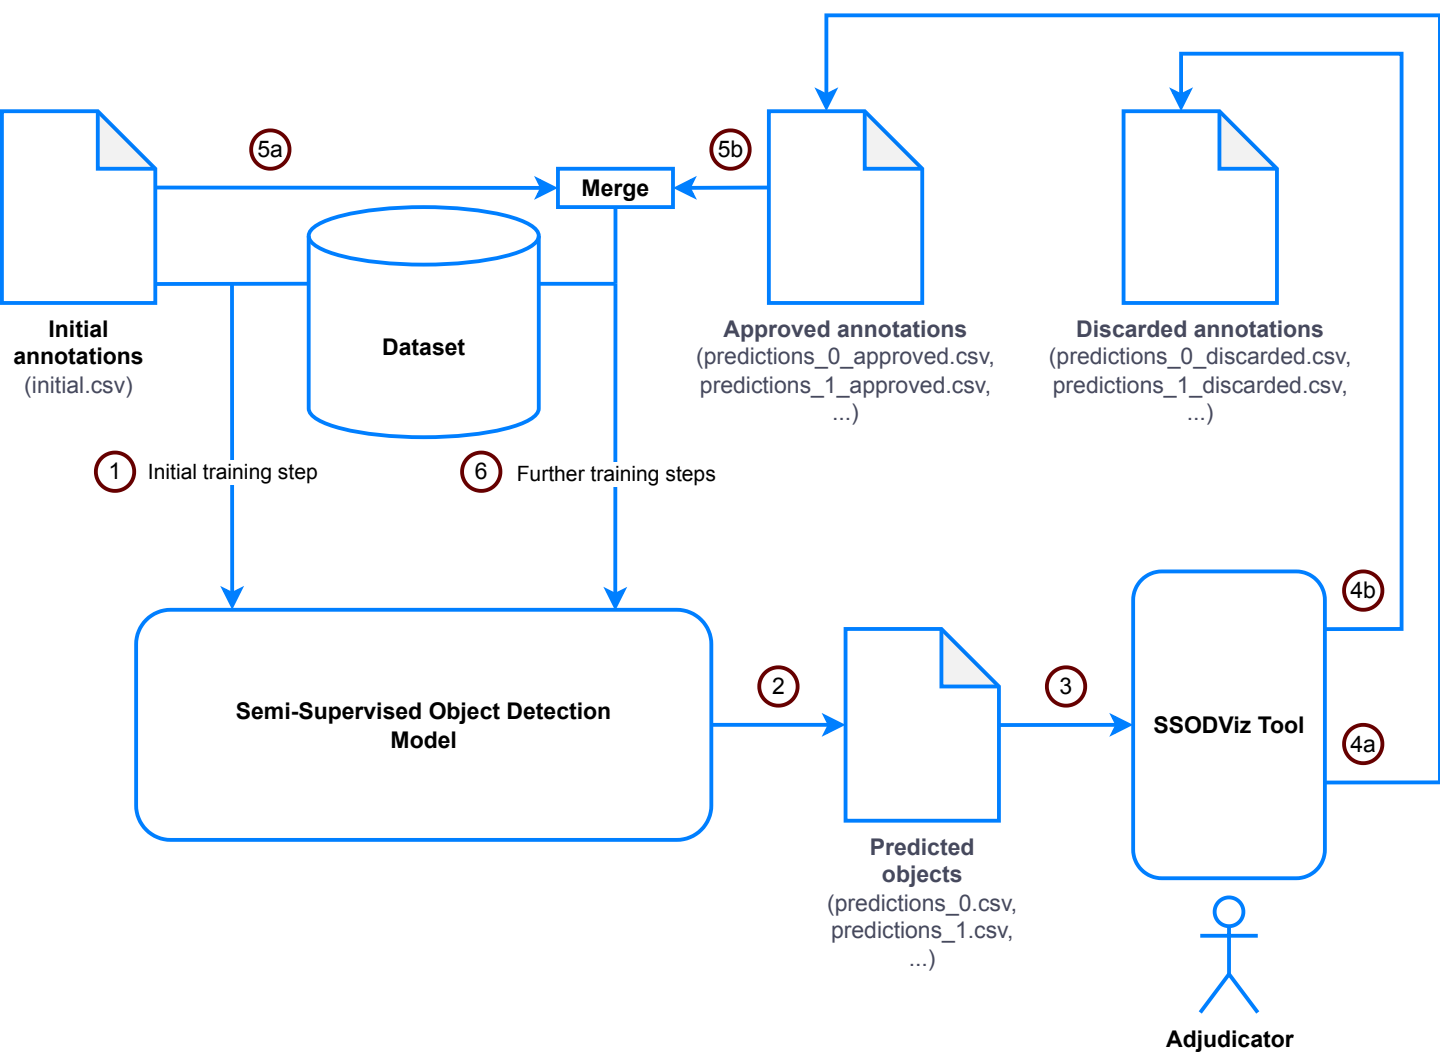 5a
5b
Merge
Initial
annotations
(initial.csv)
Dataset
Approved annotations
(predictions_0_approved.csv,
predictions_1_approved.csv,
...)
Discarded annotations
(predictions_0_discarded.csv,
predictions_1_discarded.csv,
...)
1 Initial training step
6 Further training steps
4b
Semi-Supervised Object Detection
Model
2
3
SSODViz Tool
4a
Predicted
objects
(predictions_0.csv,
predictions_1.csv,
...)
Adjudicator